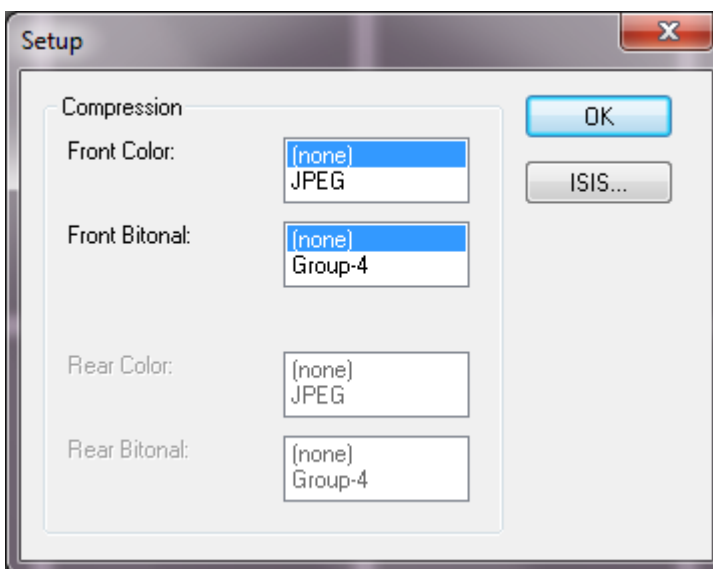 Setup
Compression
OK
Front Color:
(none)
JPEG
ISIS...
Front Bitonal:
(none)
Group-4
Rear Color:
(none)
JPEG
Rear Bitonal:
(none)
Group-4